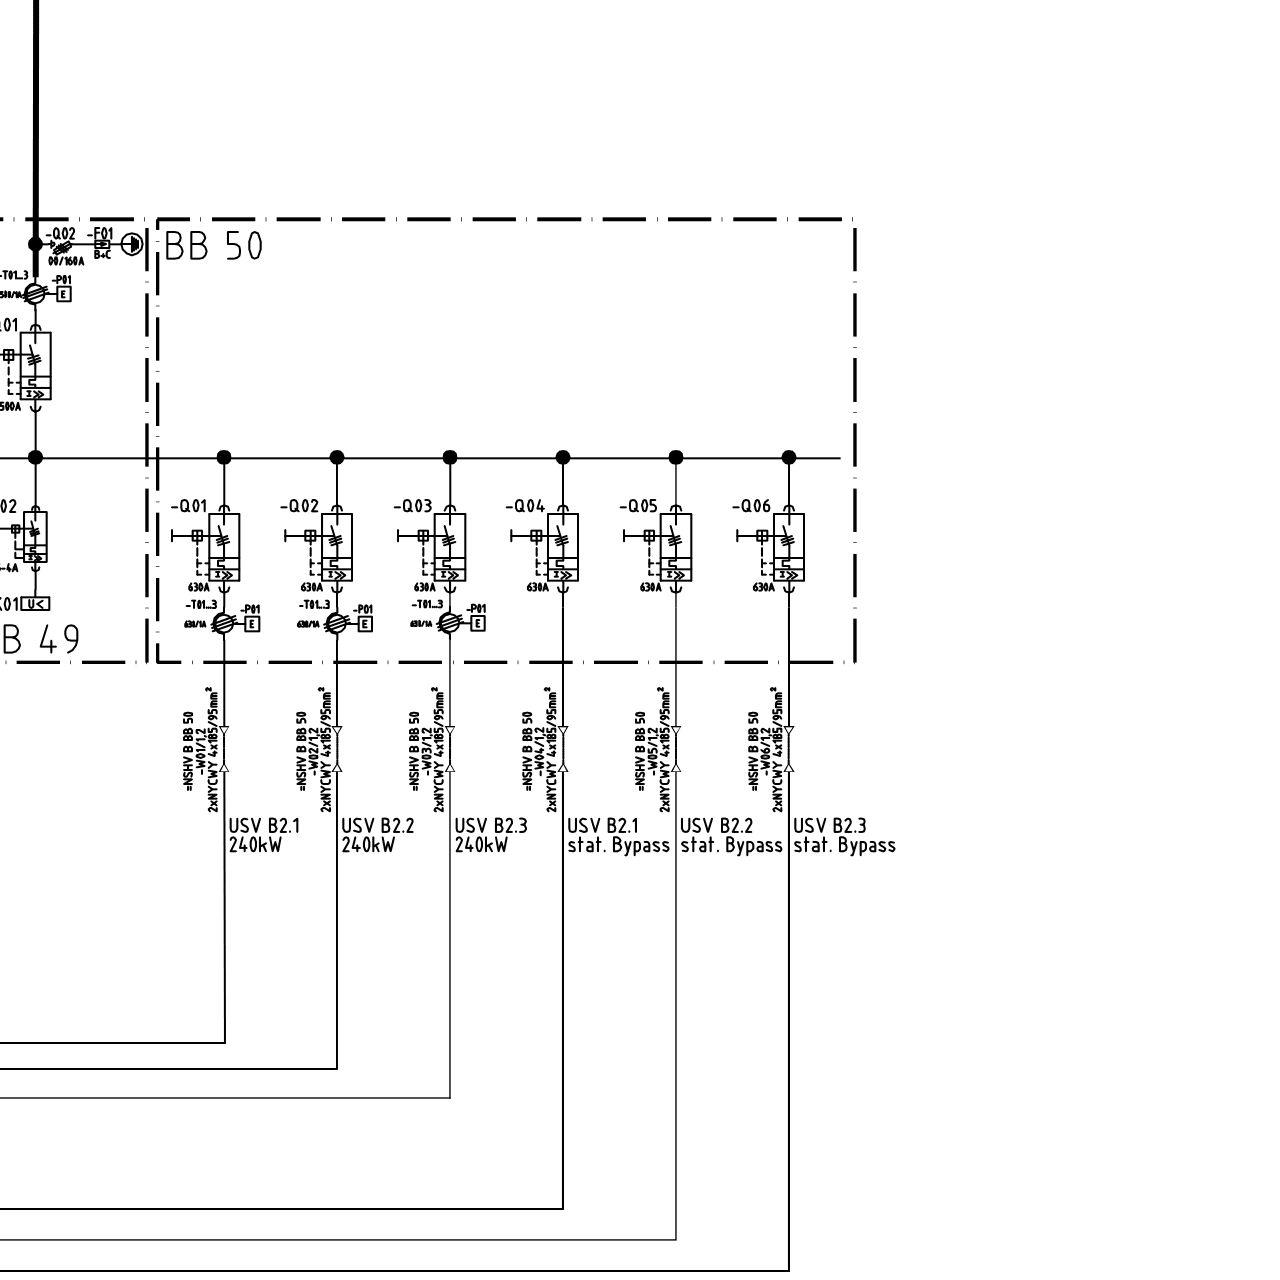 -Q02 -F01
BB 50
B+C
00/160A
-T01...3
-P01
E
I>>
500A
-Q01
-Q02
-Q03
-Q04
-Q05
-Q06
I>>
I>>
I>>
I>>
I>>
I>>
I>>
-4A
630A
630A
630A
630A
630A
630A
U<
-T01...3
-P01
-T01...3
-P01
-T01...3
-P01
630/1A
E
630/1A
E
630/1A
E
B 49
=NSHV B BB 50
-W01/1,2
2xNYCWY 4x185/95mm²
=NSHV B BB 50
-W02/1,2
2xNYCWY 4x185/95mm²
=NSHV B BB 50
-W03/1,2
2xNYCWY 4x185/95mm²
=NSHV B BB 50
-W04/1,2
2xNYCWY 4x185/95mm²
=NSHV B BB 50
-W05/1,2
2xNYCWY 4x185/95mm²
=NSHV B BB 50
-W06/1,2
2xNYCWY 4x185/95mm²
USV B2.1
240kW
USV B2.2
240kW
USV B2.3
240kW
USV B2.1
stat. Bypass
USV B2.2
stat. Bypass
USV B2.3
stat. Bypass